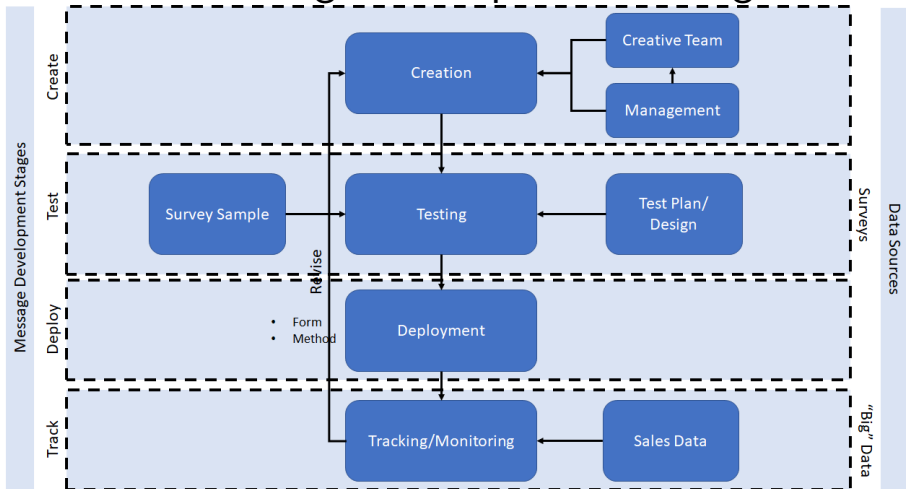 Message Development Stages
Create
Creation
Creative Team
Management
Test
Survey Sample
Testing
Test Plan/
Design
Surveys
Data Sources
Revise
Deploy
• Form
• Method
Deployment
Track
Tracking/Monitoring
Sales Data
"Big" Data